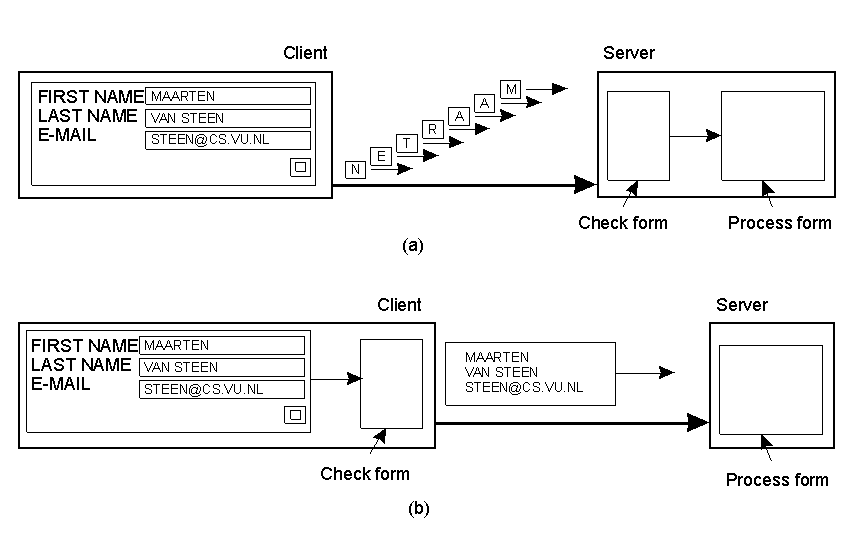 Client
Server
FIRST NAME MAARTEN
LAST NAME VAN STEEN
E-MAIL STEEN@CS.VU.NL
N E T R A A M
Check form
Process form
(a)
Client
Server
FIRST NAME MAARTEN
LAST NAME VAN STEEN
E-MAIL STEEN@CS.VU.NL
MAARTEN
VAN STEEN
STEEN@CS.VU.NL
Check form
Process form
(b)